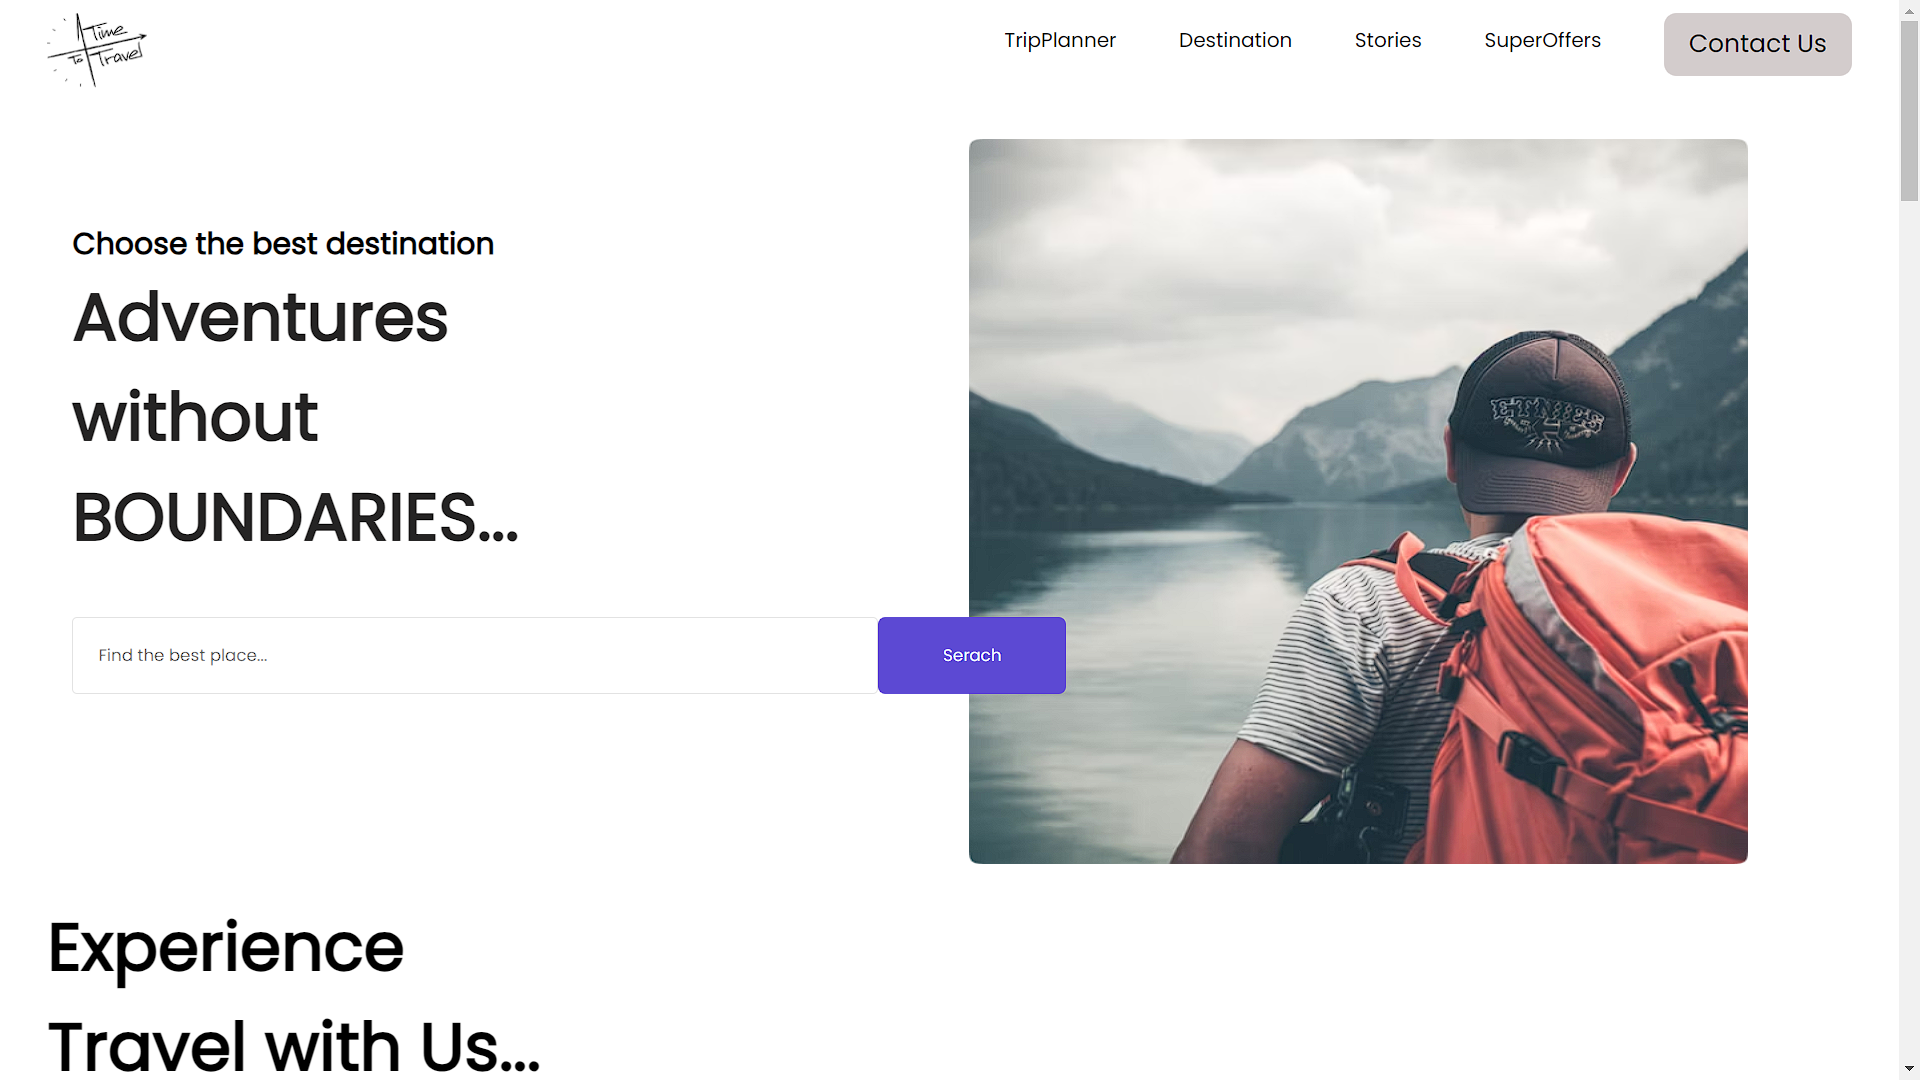 A Time
To Travel
TripPlanner
Destination
Stories
SuperOffers
Contact Us
Choose the best destination
Adventures
without
BOUNDARIES...
ETNIES
Find the best place...
Serach
Experience
Travel with Us...